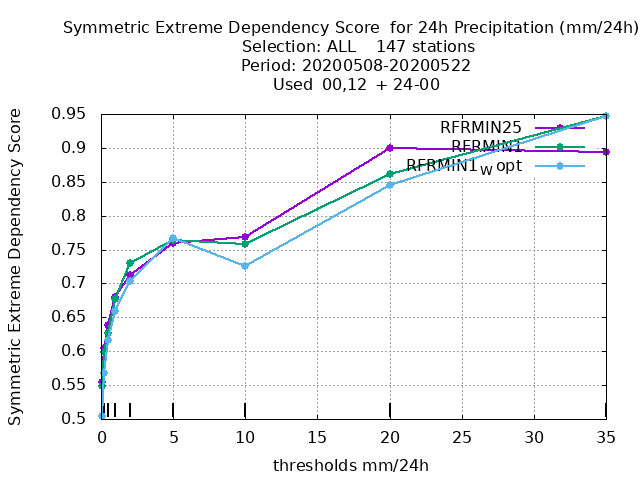 Symmetric Extreme Dependency Score for 24h Precipitation (mm/24h)
Selection: ALL 147 stations
Period: 20200508-20200522
Used 00,12 + 24-00
Symmetric Extreme Dependency Score
0.95
0.9
0.85
0.8
0.75
0.7
0.65
0.6
0.55
0.5
RFRMIN25
RFRMIN1
RFRMIN1W opt
0 5 10 15 20 25 30 35
thresholds mm/24h